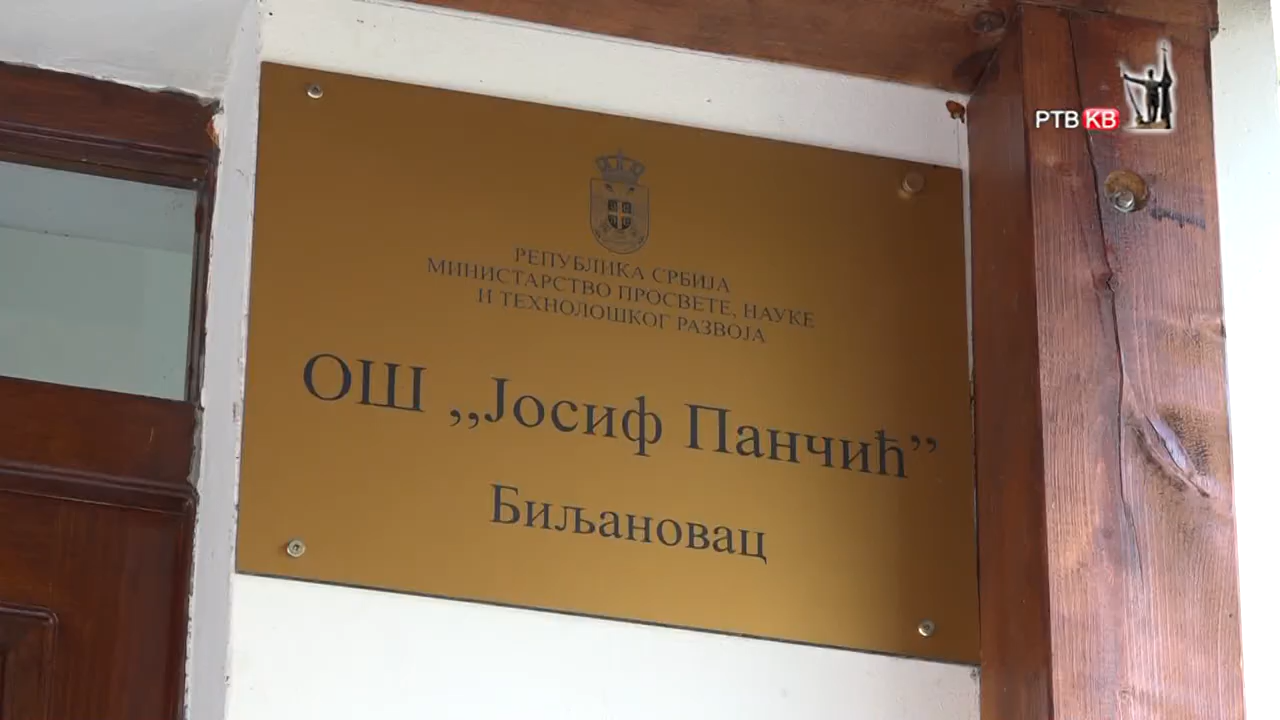 РТВ КВ
РЕПУБЛИКА СРБИЈА
МИНИСТАРСТВО ПРОСВЕТЕ, НАУКЕ
И ТЕХНОЛОШКОГ РАЗВОЈА
ОШ ,,Јосиф Панчић”
Биљановац